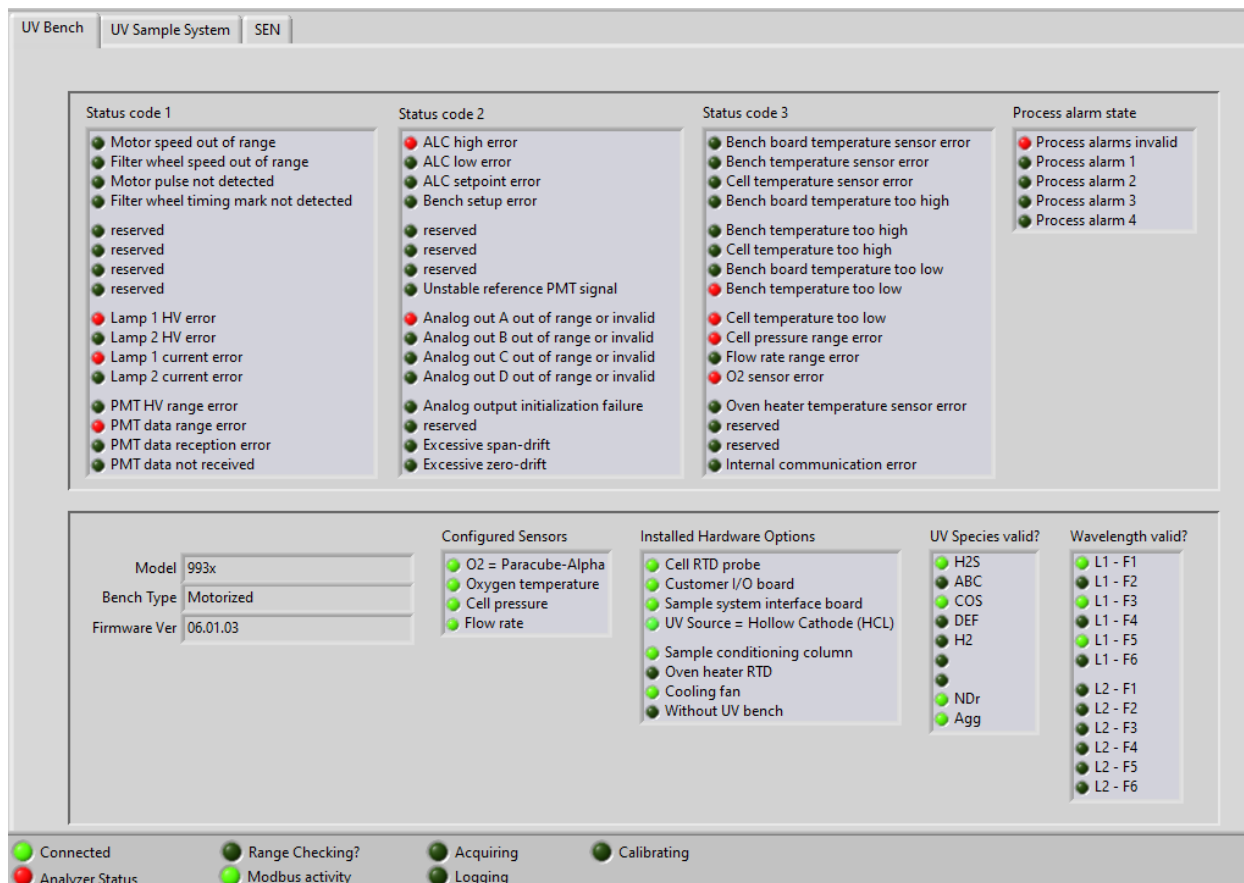 UV Bench
UV Sample System
SEN
Status code 1
Motor speed out of range
Filter wheel speed out of range
Motor pulse not detected
Filter wheel timing mark not detected
reserved
reserved
reserved
reserved
Lamp 1 HV error
Lamp 2 HV error
Lamp 1 current error
Lamp 2 current error
PMT HV range error
PMT data range error
PMT data reception error
PMT data not received
Status code 2
ALC high error
ALC low error
ALC setpoint error
Bench setup error
reserved
reserved
reserved
Unstable reference PMT signal
Analog out A out of range or invalid
Analog out B out of range or invalid
Analog out C out of range or invalid
Analog out D out of range or invalid
Analog output initialization failure
reserved
Excessive span-drift
Excessive zero-drift
Status code 3
Bench board temperature sensor error
Bench temperature sensor error
Cell temperature sensor error
Bench board temperature too high
Bench temperature too high
Cell temperature too high
Bench board temperature too low
Bench temperature too low
Cell temperature too low
Cell pressure range error
Flow rate range error
O2 sensor error
Oven heater temperature sensor error
reserved
reserved
Internal communication error
Process alarm state
Process alarms invalid
Process alarm 1
Process alarm 2
Process alarm 3
Process alarm 4
Model 993x
Bench Type Motorized
Firmware Ver 06.01.03
Configured Sensors
O2 = Paracube-Alpha
Oxygen temperature
Cell pressure
Flow rate
Installed Hardware Options
Cell RTD probe
Customer I/O board
Sample system interface board
UV Source = Hollow Cathode (HCL)
Sample conditioning column
Oven heater RTD
Cooling fan
Without UV bench
UV Species valid?
H2S
ABC
COS
DEF
H2
NDr
Agg
Wavelength valid?
L1 - F1
L1 - F2
L1 - F3
L1 - F4
L1 - F5
L1 - F6
L2 - F1
L2 - F2
L2 - F3
L2 - F4
L2 - F5
L2 - F6
Connected
Range Checking?
Acquiring
Calibrating
Analyzer Status
Modbus activity
Logging